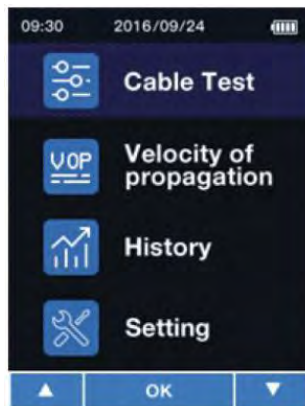 09:30 2016/09/24
Cable Test
VOP
Velocity of
propagation
History
Setting
OK